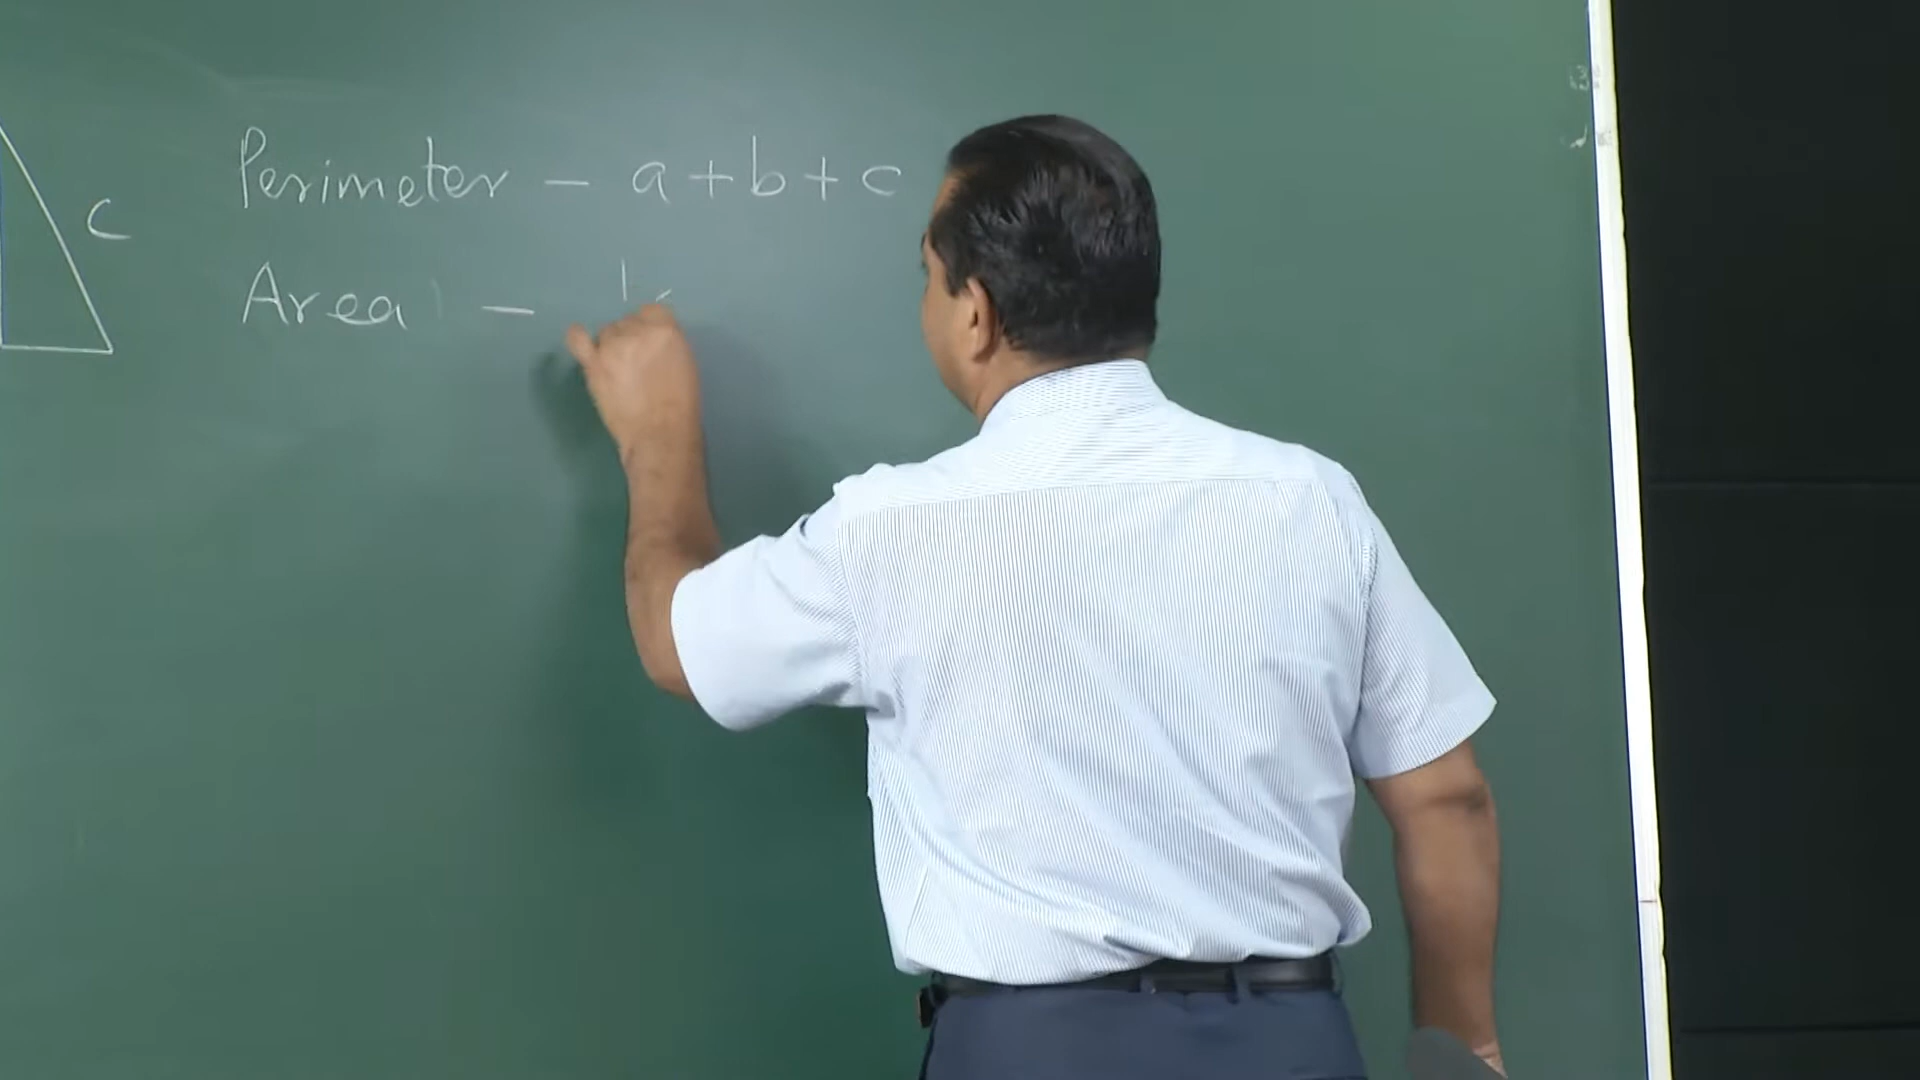 Perimeter - a+b+c
c
Area -